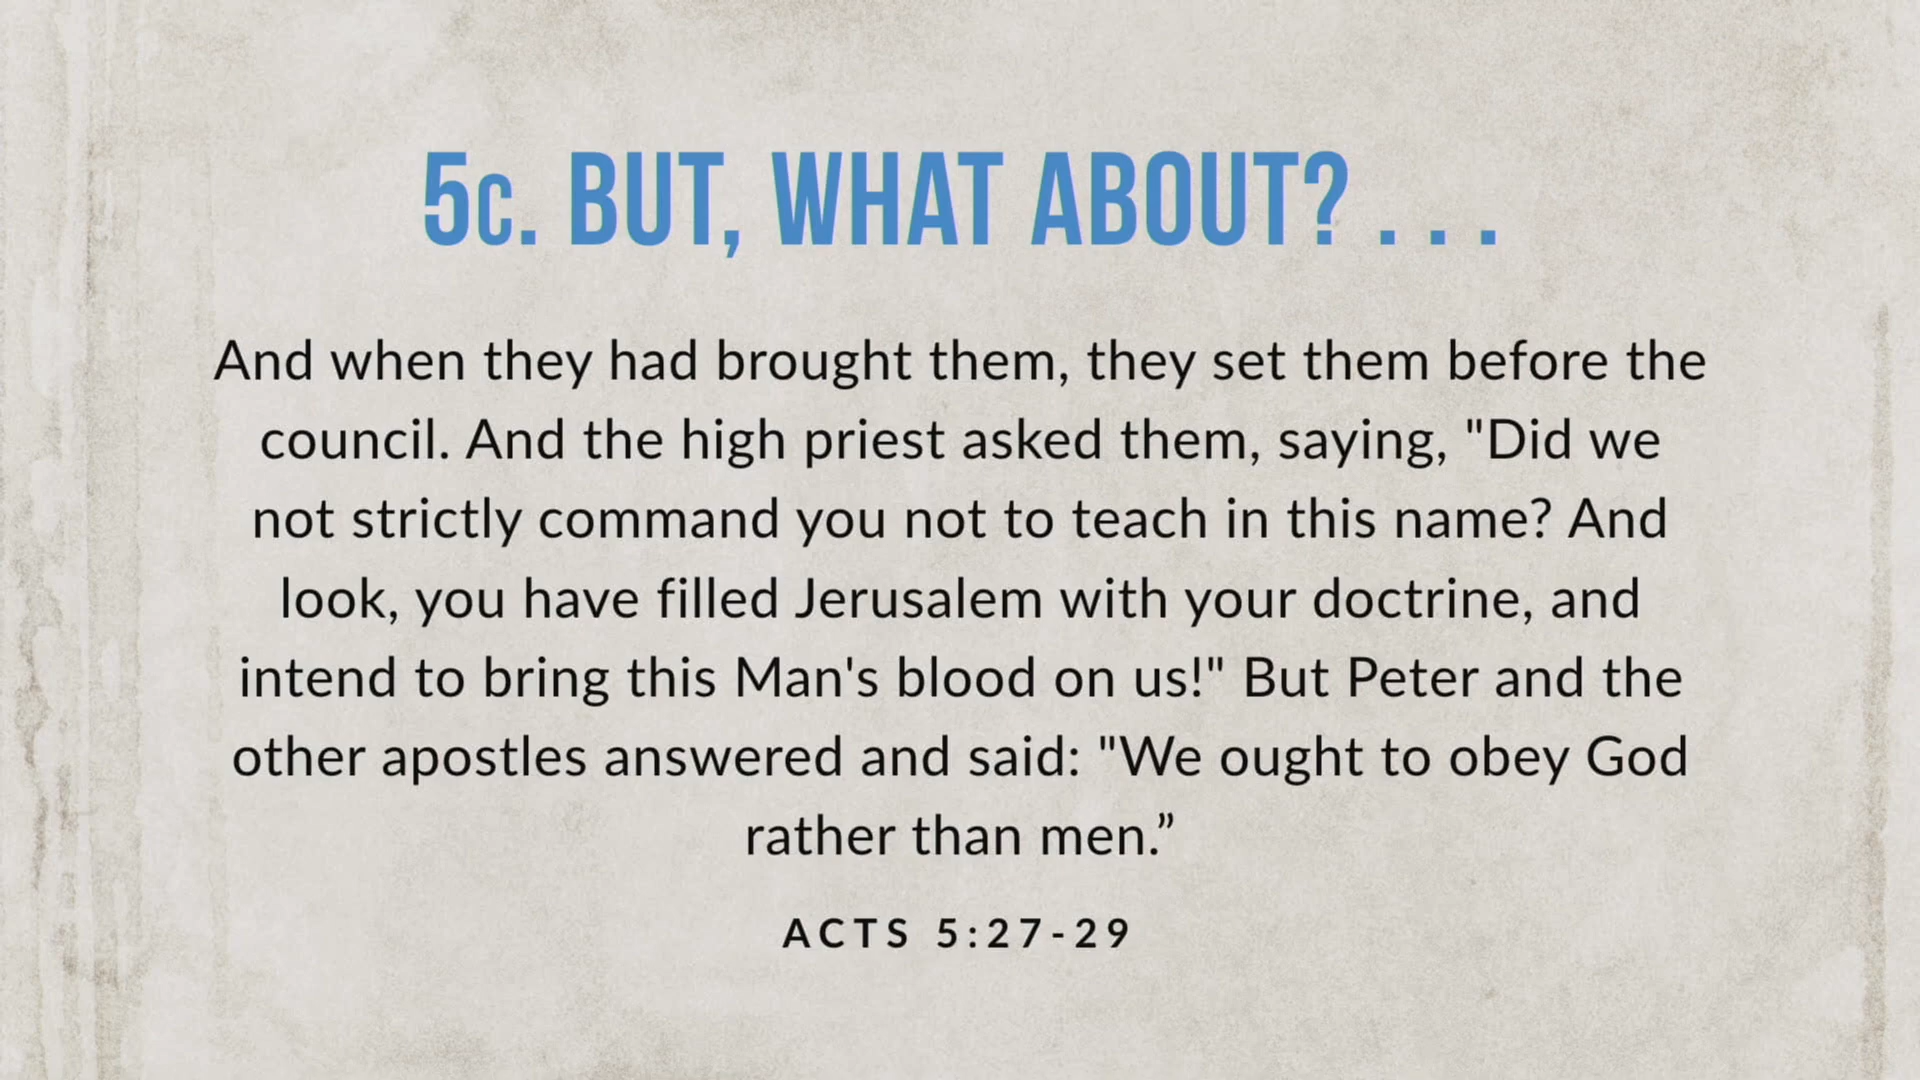 5c. BUT, WHAT ABOUT? . . .
And when they had brought them, they set them before the
council. And the high priest asked them, saying, "Did we
not strictly command you not to teach in this name? And
look, you have filled Jerusalem with your doctrine, and
intend to bring this Man's blood on us!" But Peter and the
other apostles answered and said: "We ought to obey God
rather than men.”
ACTS 5:27-29